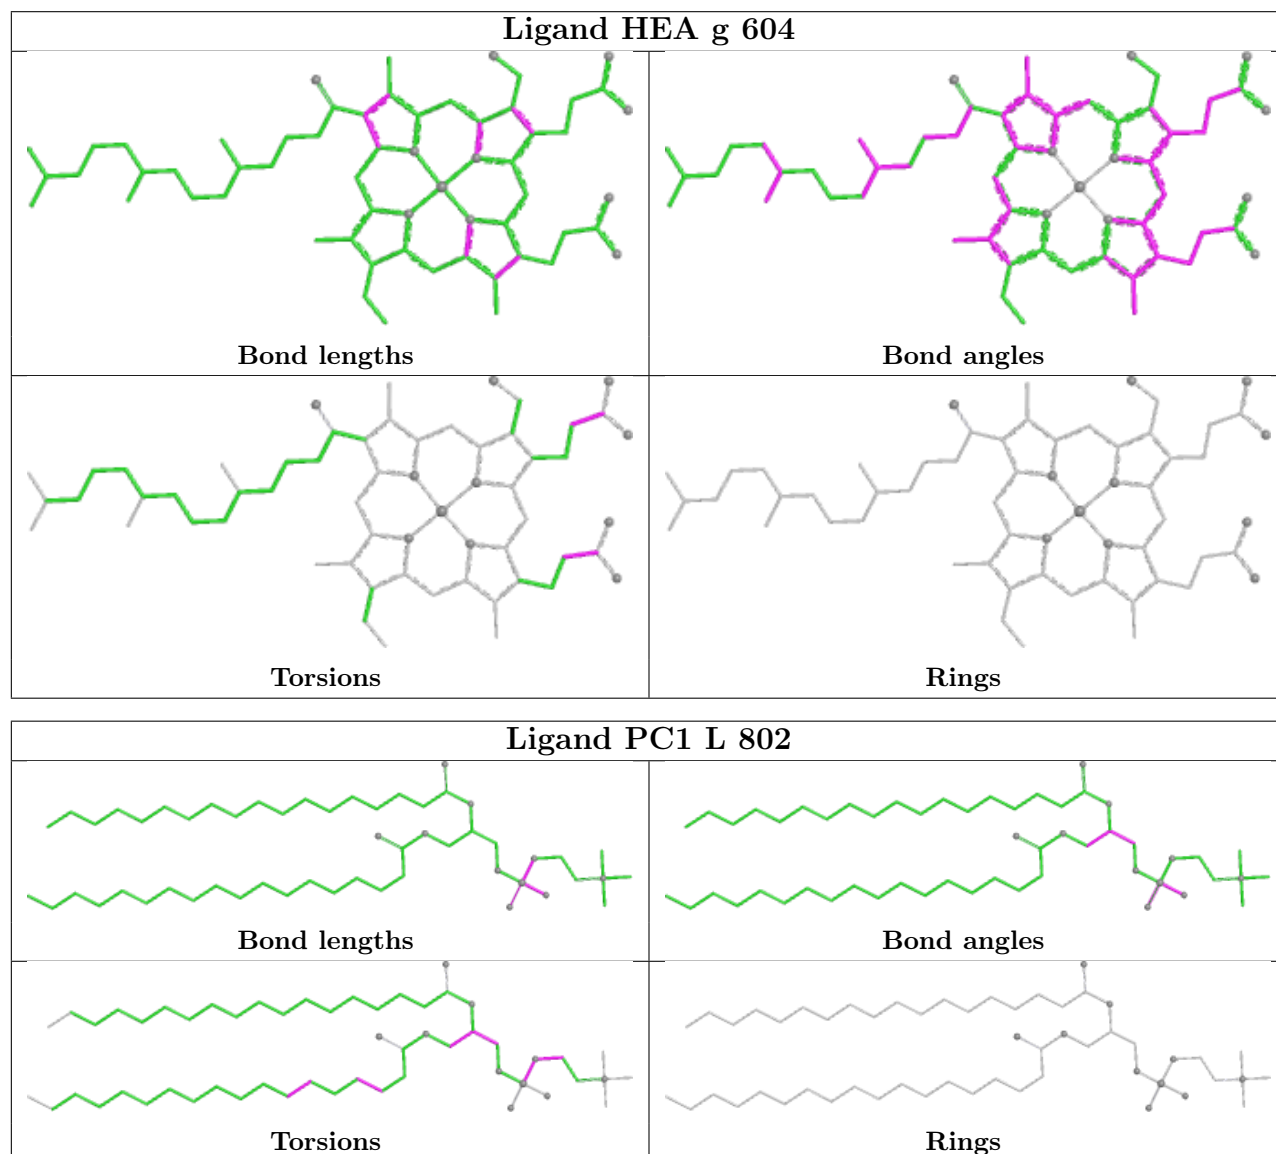 Ligand HEA g 604
Bond lengths
Bond angles
Torsions
Rings
Ligand PC1 L 802
Bond lengths
Bond angles
Torsions
Rings